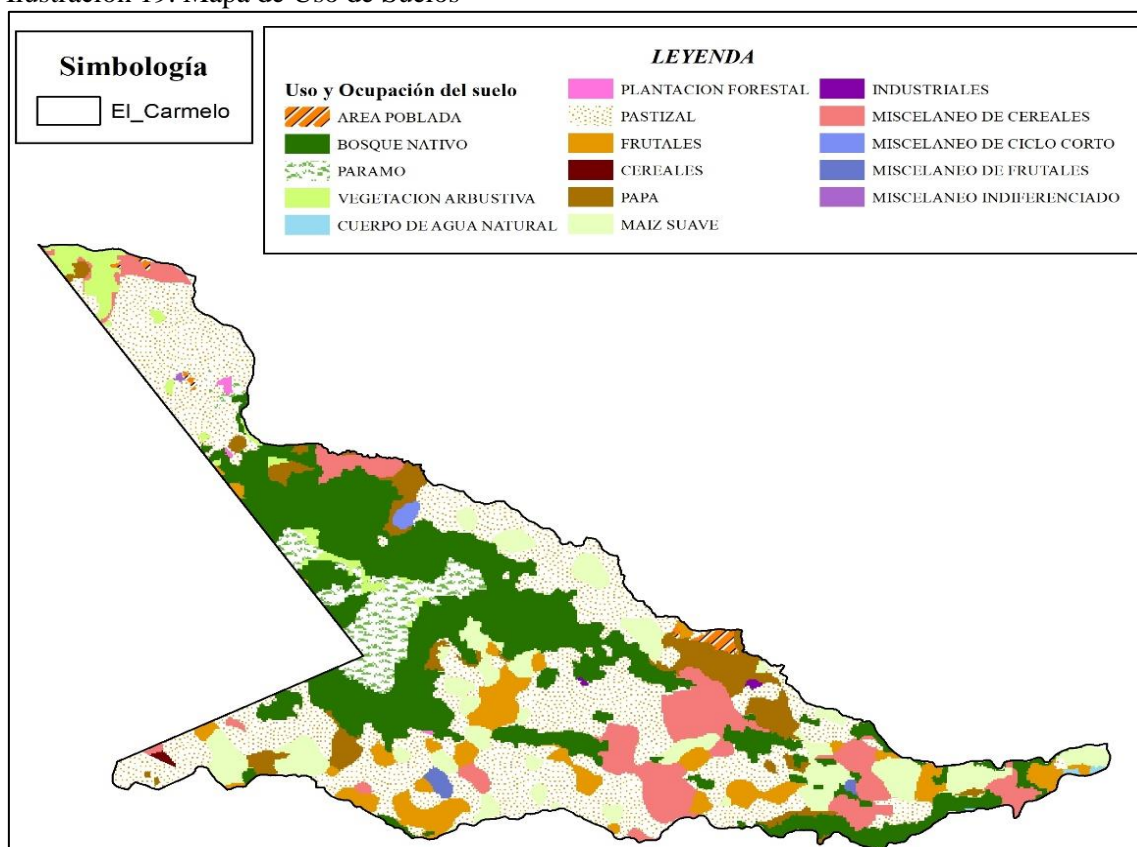 Ilustración 19. Mapa de Uso de Suelos
Simbología
El_Carmelo
LEYENDA
Uso y Ocupación del suelo
AREA POBLADA
BOSQUE NATIVO
PARAMO
VEGETACION ARBUSTIVA
CUERPO DE AGUA NATURAL
PLANTACION FORESTAL
PASTIZAL
FRUTALES
CEREALES
PAPA
MAIZ SUAVE
INDUSTRIALES
MISCELANEO DE CEREALES
MISCELANEO DE CICLO CORTO
MISCELANEO DE FRUTALES
MISCELANEO INDIFERENCIADO